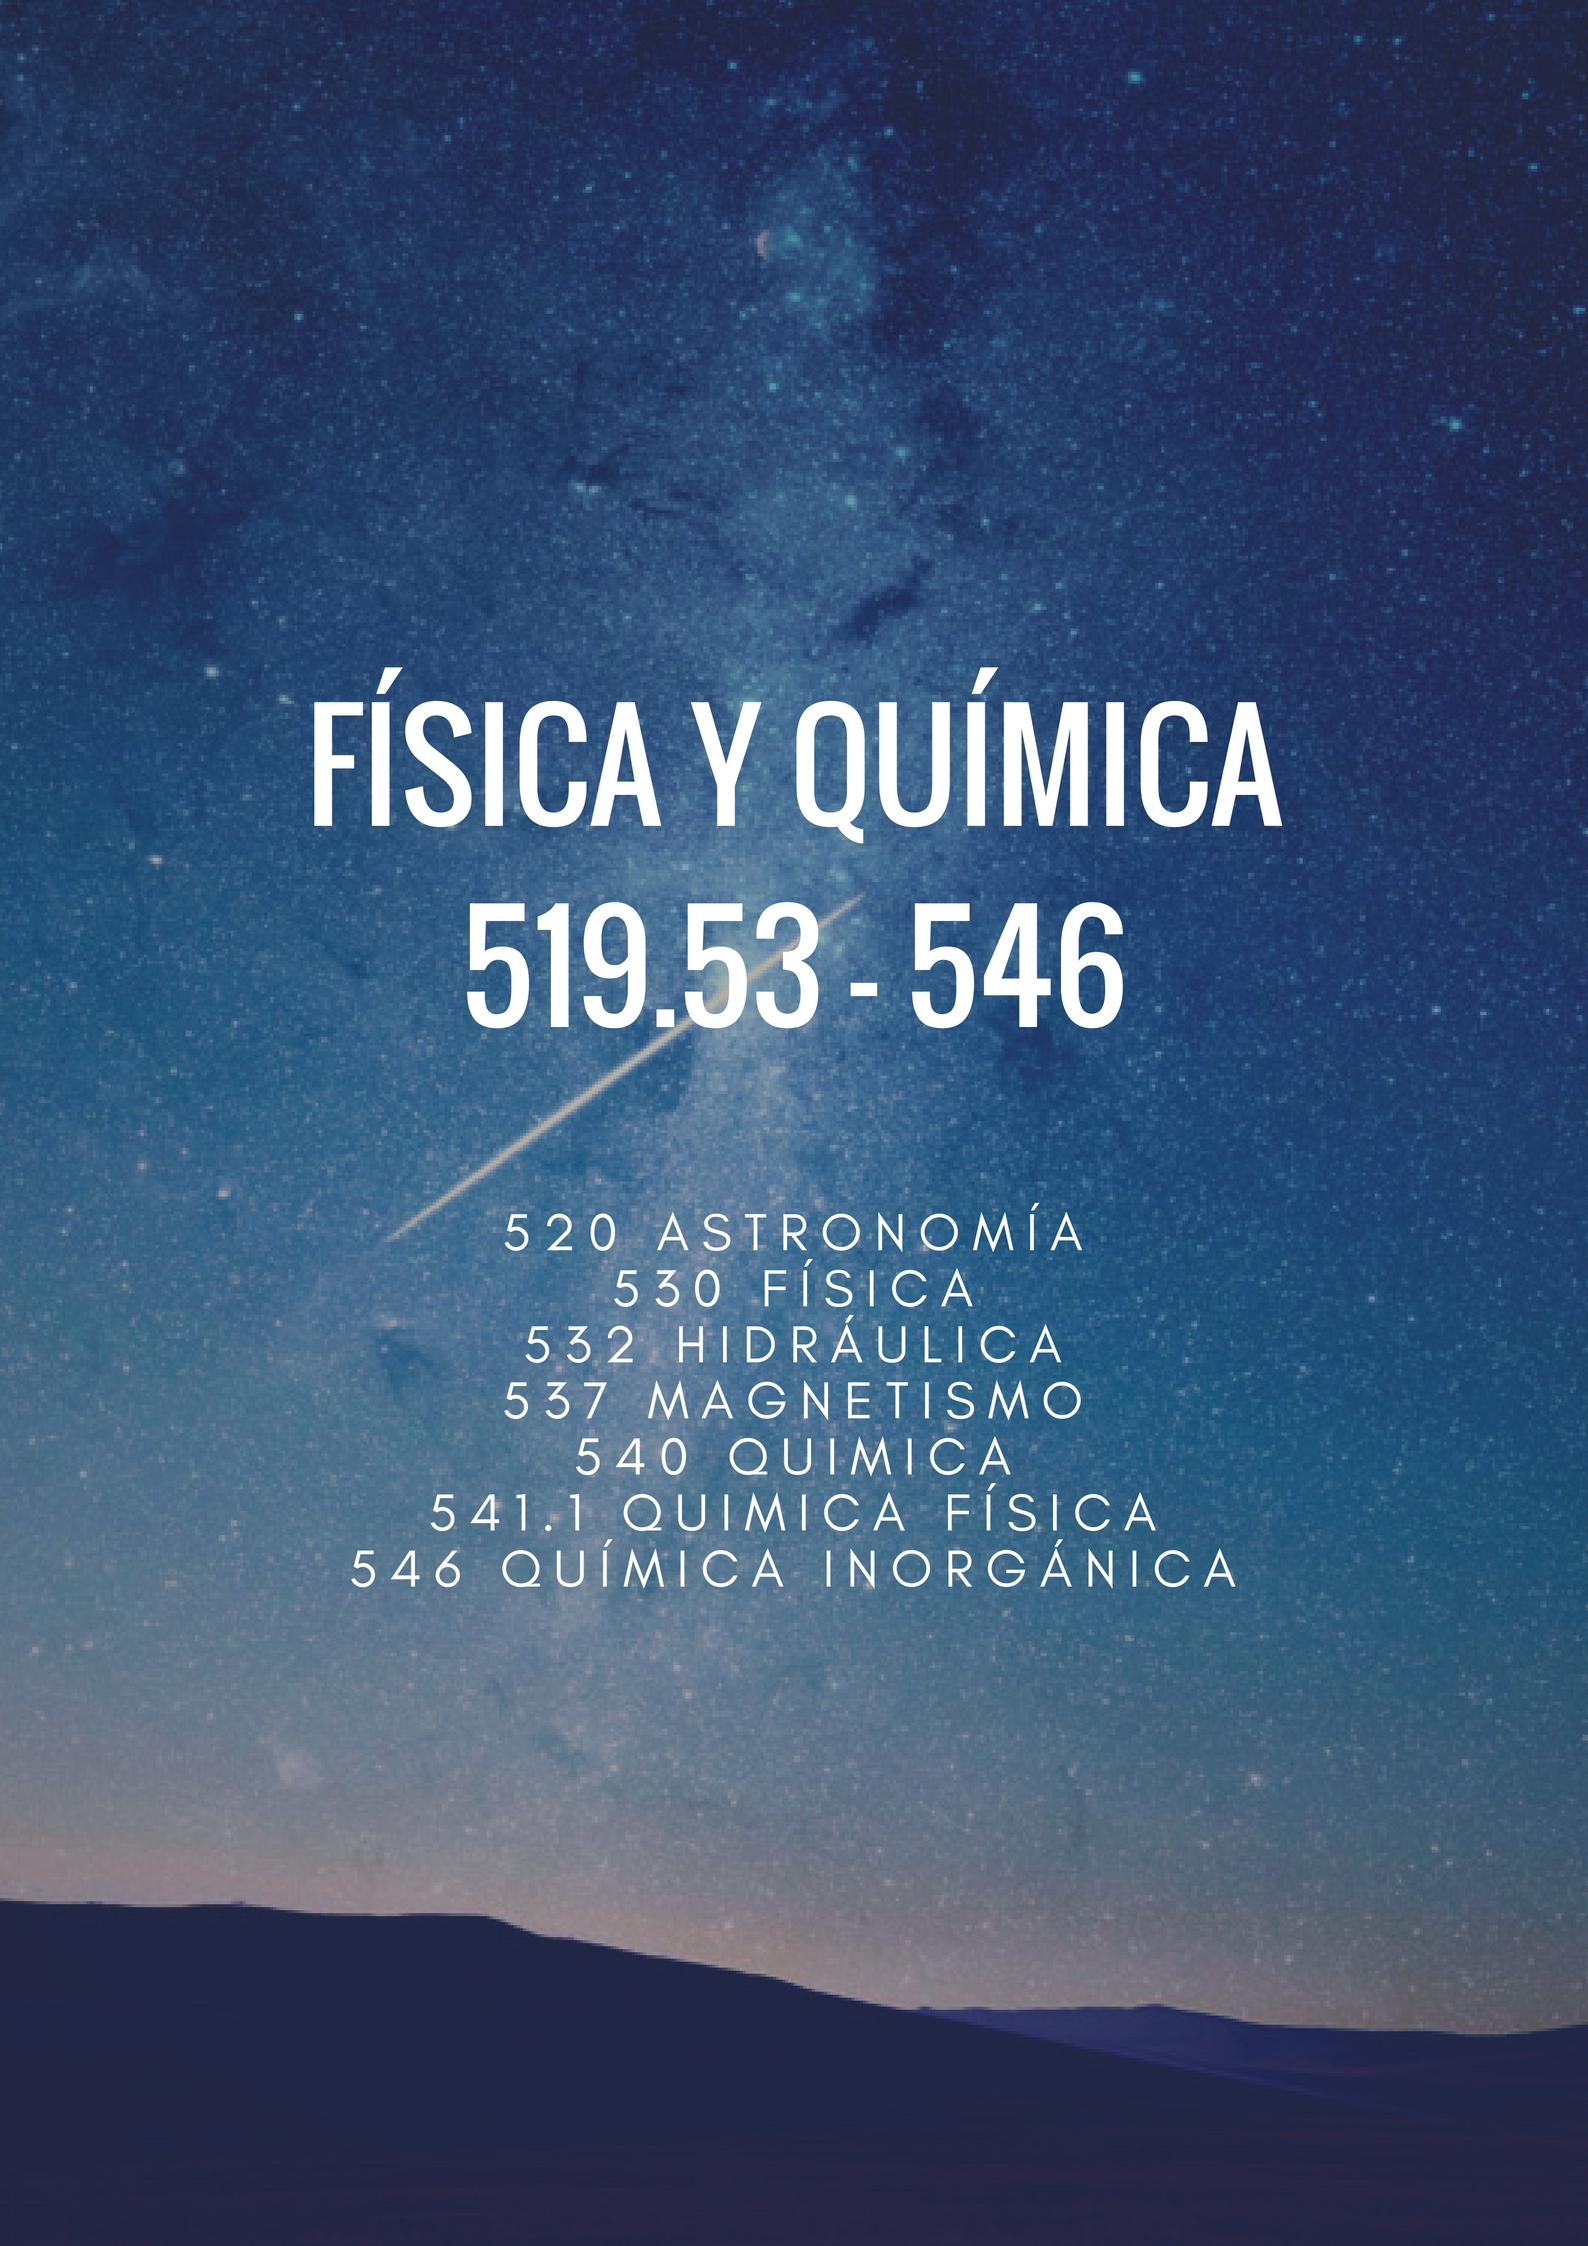 FÍSICA Y QUÍMICA
519.53 - 546
520 ASTRONOMÍA
530 FÍSICA
532 HIDRÁULICA
537 MAGNETISMO
540 QUIMICA
541.1 QUIMICA FÍSICA
546 QUÍMICA INORGÁNICA